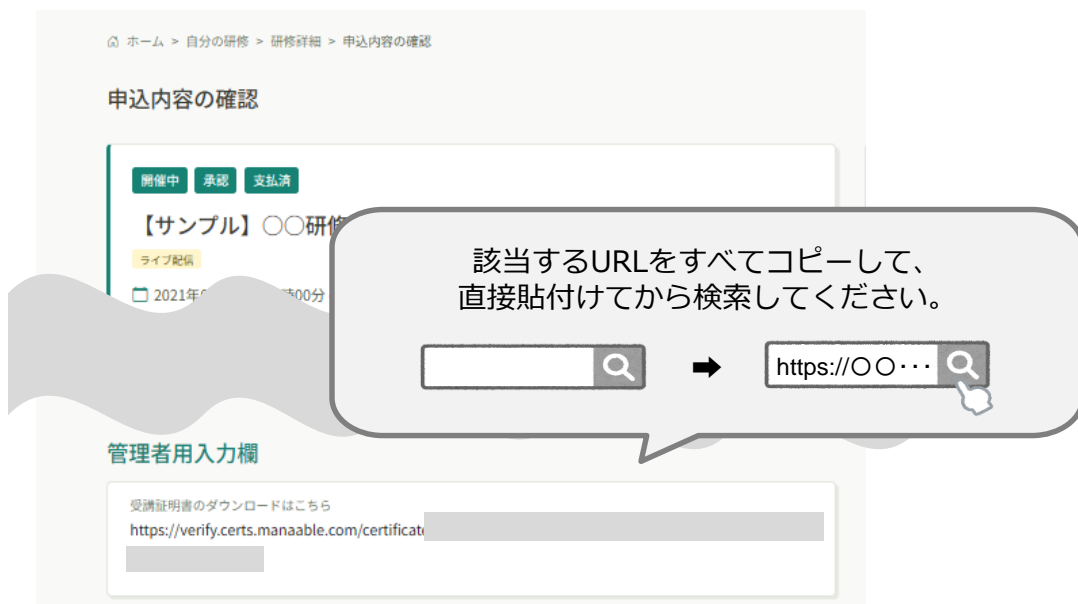 ホーム > 自分の研修 > 研修詳細 > 申込内容の確認
申込内容の確認
開催中 承認 支払済
【サンプル】〇〇研修
ライブ配信
2021年 時00分
該当するURLをすべてコピーして、
直接貼付けてから検索してください。
https://〇〇･･･
管理者用入力欄
受講証明書のダウンロードはこちら
https://verify.certs.manaable.com/certificate